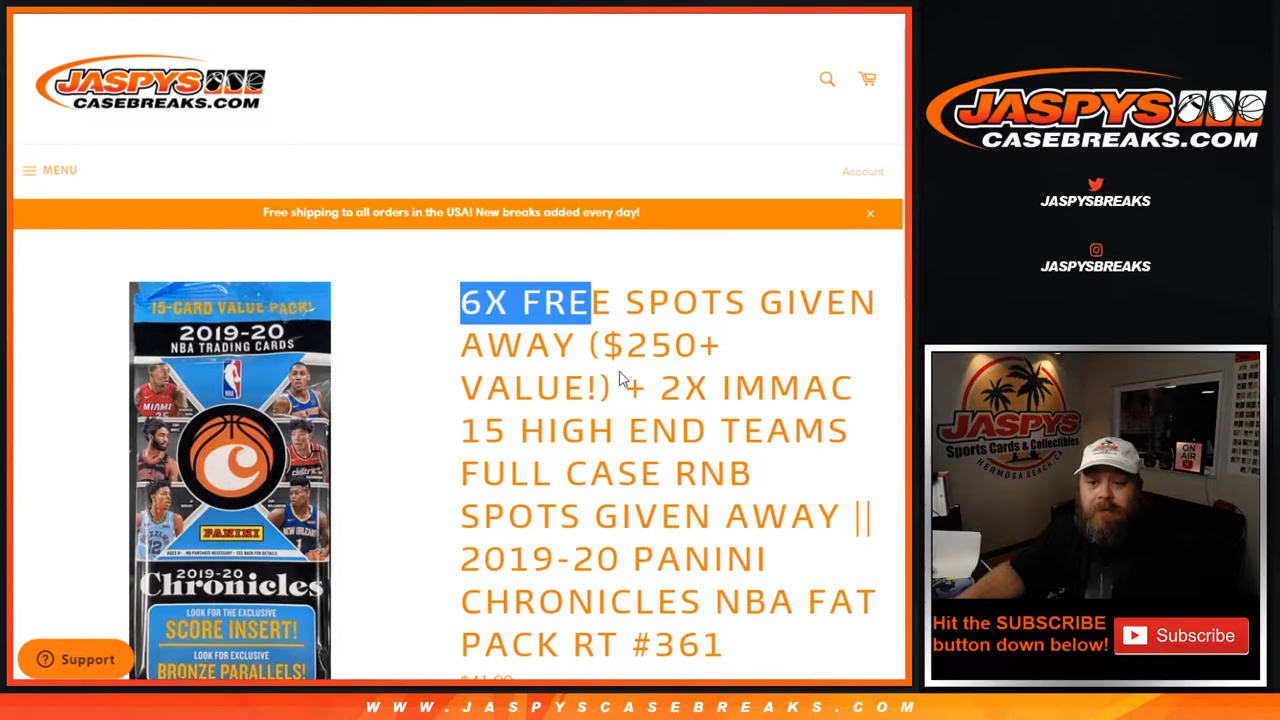 JASPYS
CASEBREAKS.COM
MENU
Account
Free shipping to all orders in the USA! New breaks added every day!
6X FREE SPOTS GIVEN
AWAY ($250+
VALUE!) + 2X IMMAC
15 HIGH END TEAMS
FULL CASE RNB
SPOTS GIVEN AWAY ||
2019-20 PANINI
CHRONICLES NBA FAT
PACK RT #361
15-CARD VALUE PACK!
2019-20
NBA TRADING CARDS
MIAMI
PANINI
2019-20
Chronicles
LOOK FOR THE EXCLUSIVE
SCORE INSERT!
LOOK FOR EXCLUSIVE
BRONZE PARALLELS!
Support
JASPYS
CASEBREAKS.COM
JASPYSBREAKS
JASPYSBREAKS
JASPYS
Sports Cards & Collectibles
HERMOSA BEACH, CA
ON
AIR
Hit the SUBSCRIBE
button down below!
Subscribe
WWW.JASPYSCASEBREAKS.COM